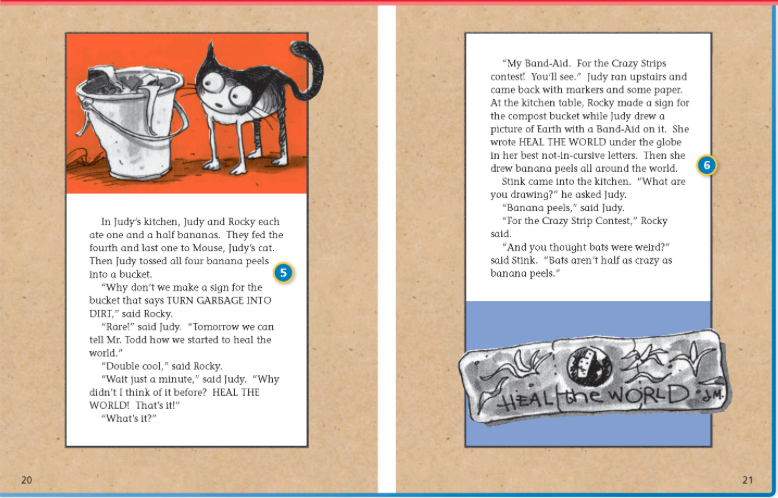 In Judy's kitchen, Judy and Rocky each
ate one and a half bananas. They fed the
fourth and last one to Mouse, Judy's cat.
Then Judy tossed all four banana peels
into a bucket.
5
"Why don't we make a sign for the
bucket that says TURN GARBAGE INTO
DIRT," said Rocky.
"Rare!" said Judy. "Tomorrow we can
tell Mr. Todd how we started to heal the
world."
"Double cool," said Rocky.
"Wait just a minute," said Judy. "Why
didn't I think of it before? HEAL THE
WORLD! That's it!"
"What's it?"
20
"My Band-Aid. For the Crazy Strips
contest! You'll see." Judy ran upstairs and
came back with markers and some paper.
At the kitchen table, Rocky made a sign for
the compost bucket while Judy drew a
picture of Earth with a Band-Aid on it. She
wrote HEAL THE WORLD under the globe
in her best not-in-cursive letters. Then she
drew banana peels all around the world.
6
Stink came into the kitchen. "What are
you drawing?" he asked Judy.
"Banana peels," said Judy.
"For the Crazy Strip Contest," Rocky
said.
"And you thought bats were weird?"
said Stink. "Bats aren't half as crazy as
banana peels."
HEAL the WORLD J.M.
21